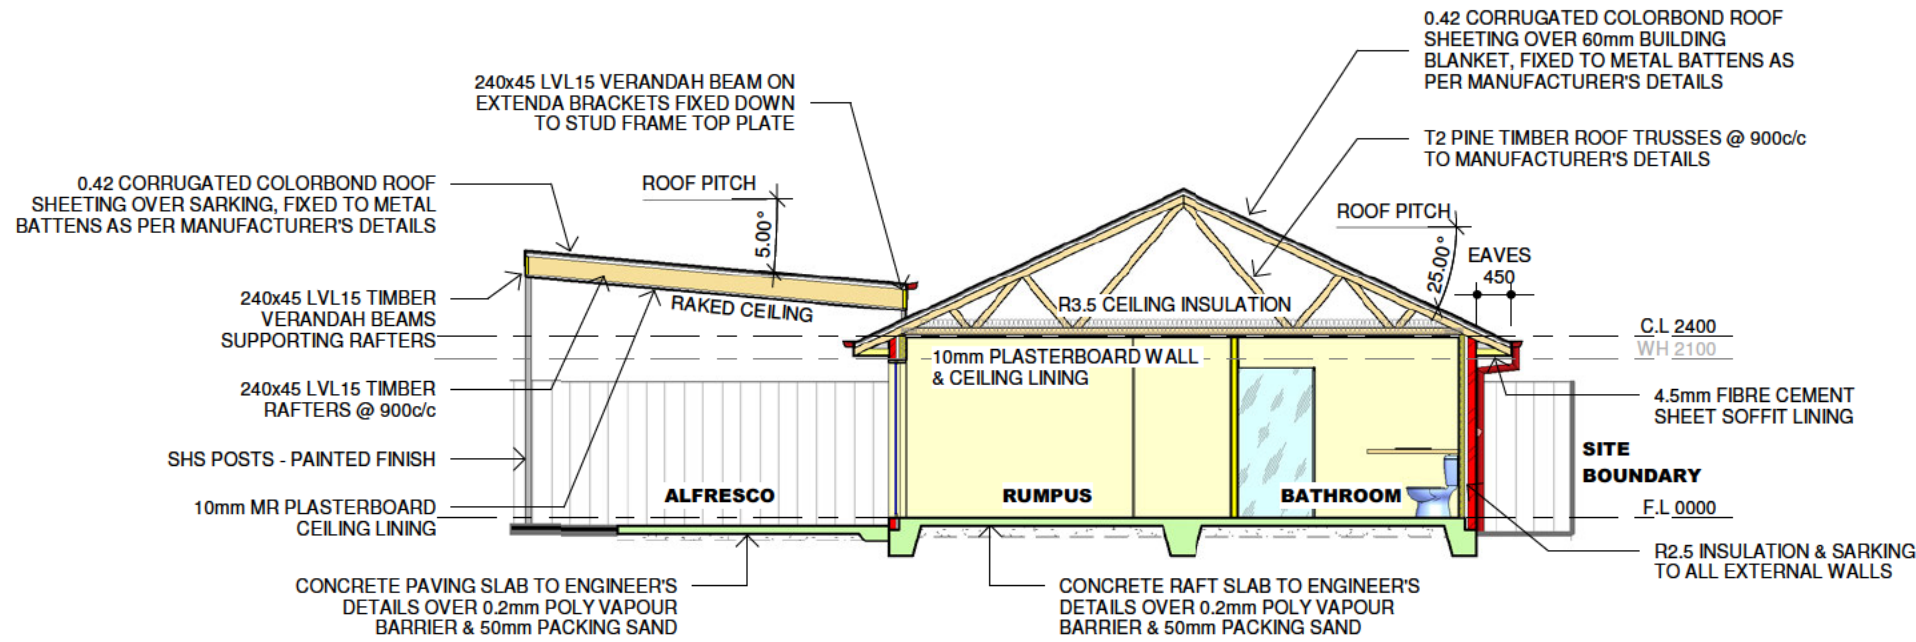 0.42 CORRUGATED COLORBOND ROOF
SHEETING OVER 60mm BUILDING
BLANKET, FIXED TO METAL BATTENS AS
PER MANUFACTURER'S DETAILS
240x45 LVL15 VERANDAH BEAM ON
EXTENDA BRACKETS FIXED DOWN
TO STUD FRAME TOP PLATE
T2 PINE TIMBER ROOF TRUSSES @ 900c/c
TO MANUFACTURER'S DETAILS
0.42 CORRUGATED COLORBOND ROOF
SHEETING OVER SARKING, FIXED TO METAL
BATTENS AS PER MANUFACTURER'S DETAILS
ROOF PITCH
5.00°
ROOF PITCH
25.00°
EAVES
450
240x45 LVL15 TIMBER
VERANDAH BEAMS
SUPPORTING RAFTERS
RAKED CEILING
R3.5 CEILING INSULATION
C.L 2400
WH 2100
10mm PLASTERBOARD WALL
& CEILING LINING
240x45 LVL15 TIMBER
RAFTERS @ 900c/c
4.5mm FIBRE CEMENT
SHEET SOFFIT LINING
SHS POSTS - PAINTED FINISH
SITE
BOUNDARY
ALFRESCO
RUMPUS
BATHROOM
10mm MR PLASTERBOARD
CEILING LINING
F.L 0000
R2.5 INSULATION & SARKING
TO ALL EXTERNAL WALLS
CONCRETE PAVING SLAB TO ENGINEER'S
DETAILS OVER 0.2mm POLY VAPOUR
BARRIER & 50mm PACKING SAND
CONCRETE RAFT SLAB TO ENGINEER'S
DETAILS OVER 0.2mm POLY VAPOUR
BARRIER & 50mm PACKING SAND